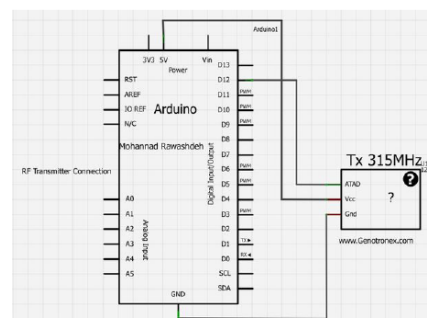 Arduino1
3V3 5V Vin
Power
RST
AREF
IO REF
N/C
Arduino
Mohannad Rawashdeh
RF Transmitter Connection
A0
A1
A2
A3
A4
A5
Analog Input
Digital Input/Output
D13
D12
D11 PWM
D10 PWM
D9 PWM
D8
D7
D6 PWM
D5 PWM
D4
D3 PWM
D2
D1 TX
D0 RX
SCL
SDA
GND
Tx 315MHz
ATAD
Vcc
Gnd
?
?
www.Genotronex.com